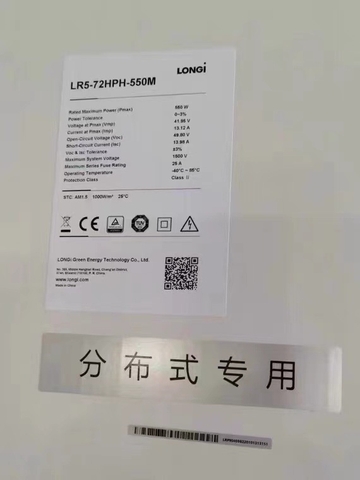 LONGi
LR5-72HPH-550M
Rated Maximum Power (Pmax) 550 W
Power Tolerance 0~3%
Voltage at Pmax (Vmp) 41.95 V
Current at Pmax (Imp) 13.12 A
Open-Circuit Voltage (Voc) 49.80 V
Short-Circuit Current (Isc) 13.98 A
Voc & Isc Tolerance ±3%
Maximum System Voltage 1500 V
Maximum Series Fuse Rating 25 A
Operating Temperature -40℃ ~ 85℃
Protection Class Class II
STC AM1.5 1000W/m² 25℃
LONGi Green Energy Technology Co., Ltd.
www.longi.com
Made in China
分布式专用